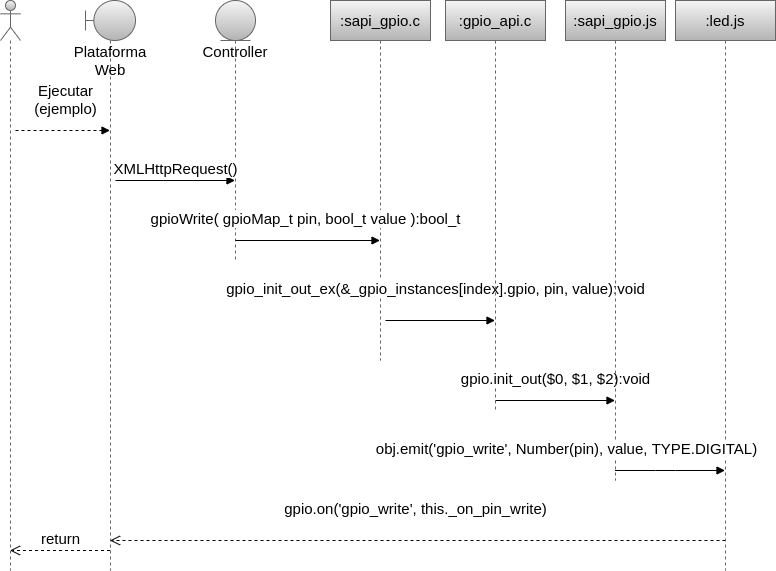 :sapi_gpio.c
:gpio_api.c
:sapi_gpio.js
:led.js
Plataforma
Web
Controller
Ejecutar
(ejemplo)
XMLHttpRequest()
gpioWrite( gpioMap_t pin, bool_t value ):bool_t
gpio_init_out_ex(&_gpio_instances[index].gpio, pin, value):void
gpio.init_out($0, $1, $2):void
obj.emit('gpio_write', Number(pin), value, TYPE.DIGITAL)
gpio.on('gpio_write', this._on_pin_write)
return